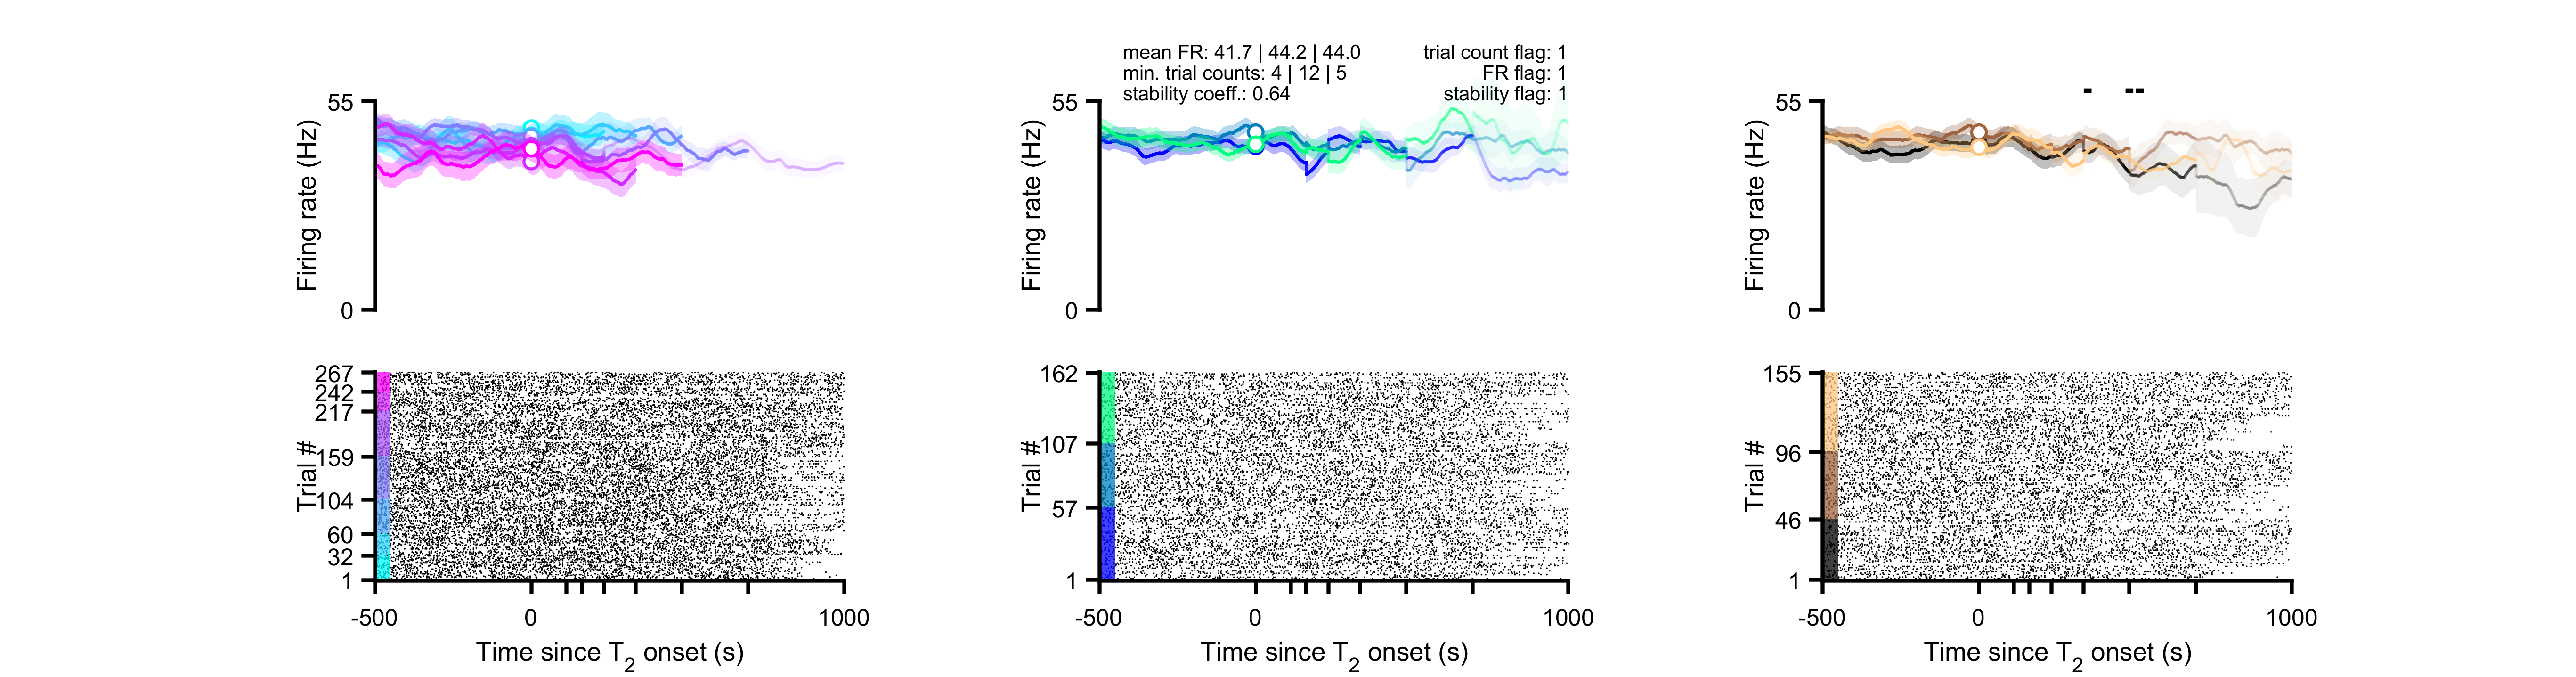 mean FR: 41.7 | 44.2 | 44.0
min. trial counts: 4 | 12 | 5
stability coeff.: 0.64
trial count flag: 1
FR flag: 1
stability flag: 1
55
Firing rate (Hz)
0
55
Firing rate (Hz)
0
55
Firing rate (Hz)
0
267
242
217
159
104
60
32
1
Trial #
-500
0
1000
Time since T2 onset (s)
162
107
57
1
Trial #
-500
0
1000
Time since T2 onset (s)
155
96
46
1
Trial #
-500
0
1000
Time since T2 onset (s)